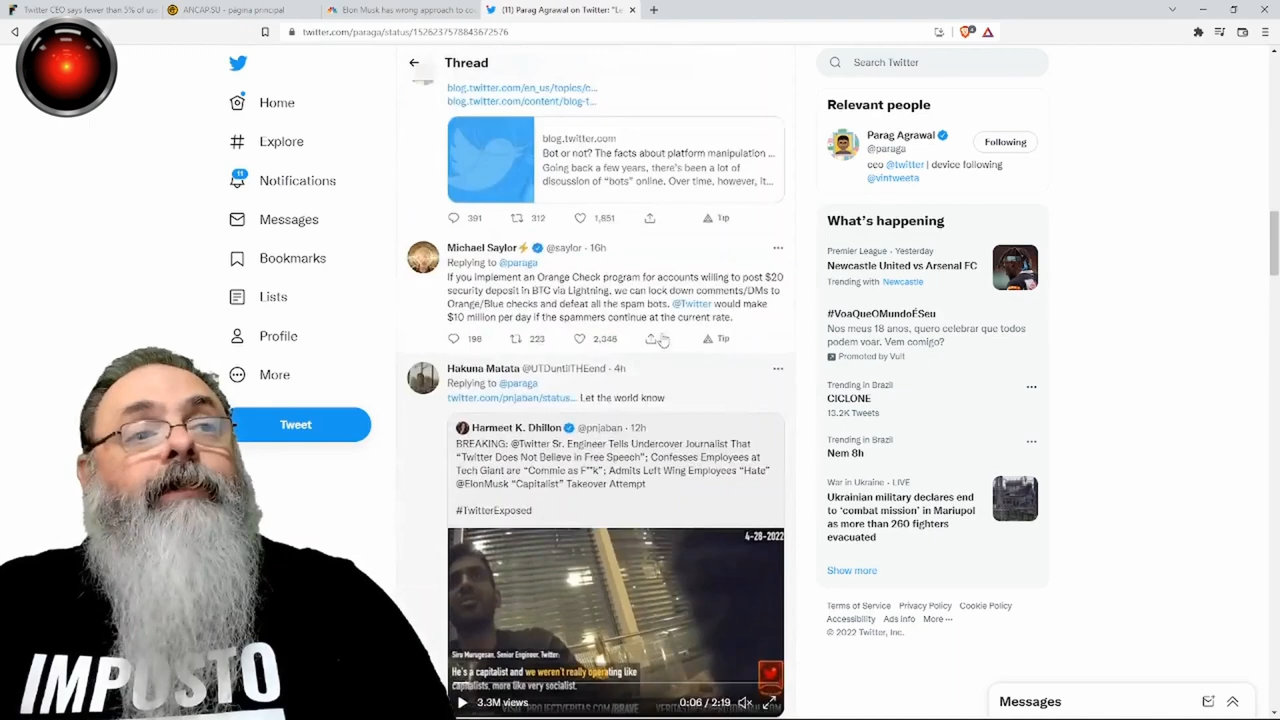 Twitter CEO says fewer than 5% of use
ANCAP.SU - página principal
Elon Musk has wrong approach to co
(11) Parag Agrawal on Twitter: "Le
twitter.com/paraga/status/1526237578843672576
Home
Explore
11
Notifications
Messages
Bookmarks
Lists
Profile
More
Tweet
Thread
blog.twitter.com/en_us/topics/c...
blog.twitter.com/content/blog-t...
blog.twitter.com
Bot or not? The facts about platform manipulation ...
Going back a few years, there's been a lot of
discussion of "bots" online. Over time, however, it...
391 312 1,851 Tip
Michael Saylor⚡ @saylor · 16h
Replying to @paraga
If you implement an Orange Check program for accounts willing to post $20
security deposit in BTC via Lightning, we can lock down comments/DMs to
Orange/Blue checks and defeat all the spam bots. @Twitter would make
$10 million per day if the spammers continue at the current rate.
198 223 2,346 Tip
Hakuna Matata @UTDuntilTHEend · 4h
Replying to @paraga
twitter.com/pnjaban/status... Let the world know
Harmeet K. Dhillon @pnjaban · 12h
BREAKING: @Twitter Sr. Engineer Tells Undercover Journalist That
"Twitter Does Not Believe in Free Speech"; Confesses Employees at
Tech Giant are "Commie as F**k"; Admits Left Wing Employees "Hate"
@ElonMusk "Capitalist" Takeover Attempt
#TwitterExposed
4-28-2022
Siru Murugesan, Senior Engineer, Twitter:
He's a capitalist and we weren't really operating like
capitalists, more like very socialist.
3.3M views
0:06 / 2:19
Search Twitter
Relevant people
Parag Agrawal
@paraga
Following
ceo @twitter | device following
@vintweeta
What's happening
Premier League · Yesterday
Newcastle United vs Arsenal FC
Trending with Newcastle
#VoaQueOMundoÉSeu
Nos meus 18 anos, quero celebrar que todos
podem voar. Vem comigo?
Promoted by Vult
Trending in Brazil
CICLONE
13.2K Tweets
Trending in Brazil
Nem 8h
War in Ukraine · LIVE
Ukrainian military declares end
to 'combat mission' in Mariupol
as more than 260 fighters
evacuated
Show more
Terms of Service Privacy Policy Cookie Policy
Accessibility Ads Info More ···
© 2022 Twitter, Inc.
Messages
IMPOSTO